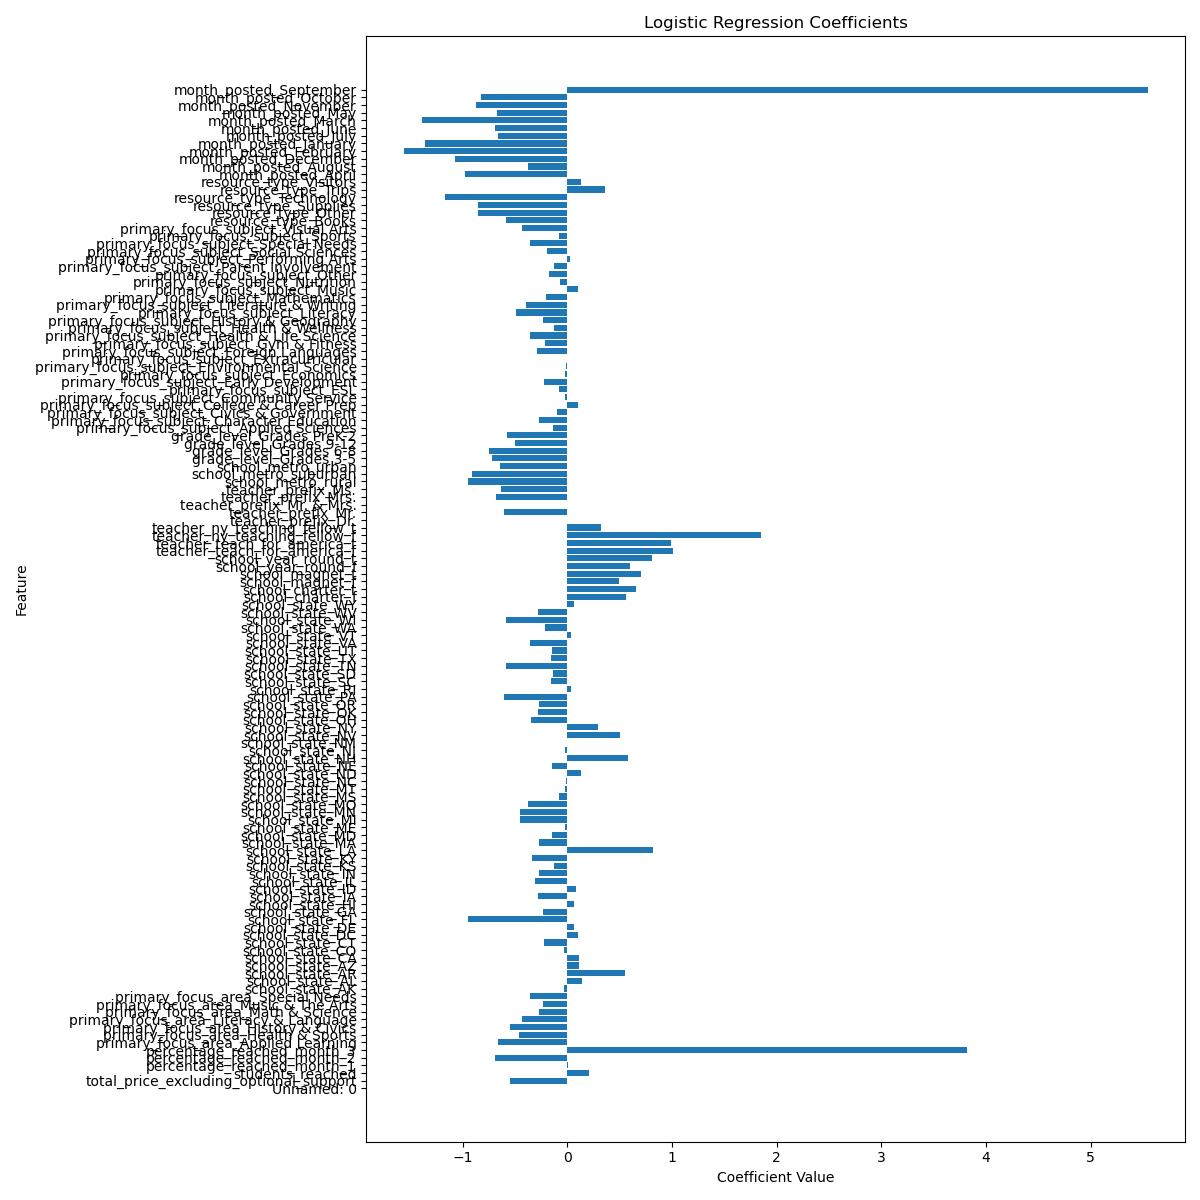 Logistic Regression Coefficients
month_posted_September
month_posted_October
month_posted_November
month_posted_May
month_posted_March
month_posted_June
month_posted_July
month_posted_January
month_posted_February
month_posted_December
month_posted_August
month_posted_April
resource_type_Visitors
resource_type_Trips
resource_type_Technology
resource_type_Supplies
resource_type_Other
resource_type_Books
primary_focus_subject_Visual Arts
primary_focus_subject_Sports
primary_focus_subject_Special Needs
primary_focus_subject_Social Sciences
primary_focus_subject_Performing Arts
primary_focus_subject_Parent Involvement
primary_focus_subject_Other
primary_focus_subject_Nutrition
primary_focus_subject_Music
primary_focus_subject_Mathematics
primary_focus_subject_Literature & Writing
primary_focus_subject_Literacy
primary_focus_subject_History & Geography
primary_focus_subject_Health & Wellness
primary_focus_subject_Health & Life Science
primary_focus_subject_Gym & Fitness
primary_focus_subject_Foreign Languages
primary_focus_subject_Extracurricular
primary_focus_subject_Environmental Science
primary_focus_subject_Economics
primary_focus_subject_Early Development
primary_focus_subject_ESL
primary_focus_subject_Community Service
primary_focus_subject_College & Career Prep
primary_focus_subject_Civics & Government
primary_focus_subject_Character Education
primary_focus_subject_Applied Sciences
grade_level_Grades PreK-2
grade_level_Grades 9-12
grade_level_Grades 6-8
grade_level_Grades 3-5
school_metro_urban
school_metro_suburban
school_metro_rural
teacher_prefix_Ms.
teacher_prefix_Mrs.
teacher_prefix_Mr. & Mrs.
teacher_prefix_Mr.
teacher_prefix_Dr.
teacher_ny_teaching_fellow_t
teacher_ny_teaching_fellow_f
teacher_teach_for_america_t
teacher_teach_for_america_f
school_year_round_t
school_year_round_f
school_magnet_t
school_magnet_f
school_charter_t
school_charter_f
school_state_WY
school_state_WV
school_state_WI
school_state_WA
school_state_VT
school_state_VA
school_state_UT
school_state_TX
school_state_TN
school_state_SD
school_state_SC
school_state_RI
school_state_PA
school_state_OR
school_state_OK
school_state_OH
school_state_NY
school_state_NV
school_state_NM
school_state_NJ
school_state_NH
school_state_NE
school_state_ND
school_state_NC
school_state_MT
school_state_MS
school_state_MO
school_state_MN
school_state_MI
school_state_ME
school_state_MD
school_state_MA
school_state_LA
school_state_KY
school_state_KS
school_state_IN
school_state_IL
school_state_ID
school_state_IA
school_state_HI
school_state_GA
school_state_FL
school_state_DE
school_state_DC
school_state_CT
school_state_CO
school_state_CA
school_state_AZ
school_state_AR
school_state_AL
school_state_AK
primary_focus_area_Special Needs
primary_focus_area_Music & The Arts
primary_focus_area_Math & Science
primary_focus_area_Literacy & Language
primary_focus_area_History & Civics
primary_focus_area_Health & Sports
primary_focus_area_Applied Learning
percentage_reached_month_3
percentage_reached_month_2
percentage_reached_month_1
students_reached
total_price_excluding_optional_support
Unnamed: 0
Feature
−1 0 1 2 3 4 5
Coefficient Value